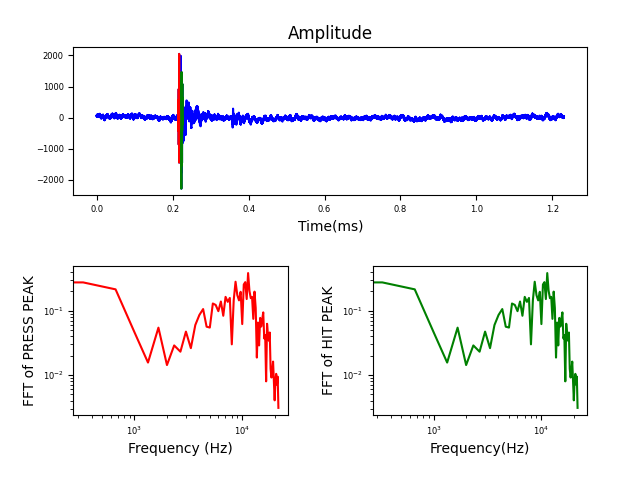 Amplitude
2000
1000
0
−1000
−2000
0.0 0.2 0.4 0.6 0.8 1.0 1.2
Time(ms)
FFT of PRESS PEAK
10⁻¹
10⁻²
10³ 10⁴
Frequency (Hz)
FFT of HIT PEAK
10⁻¹
10⁻²
10³ 10⁴
Frequency(Hz)